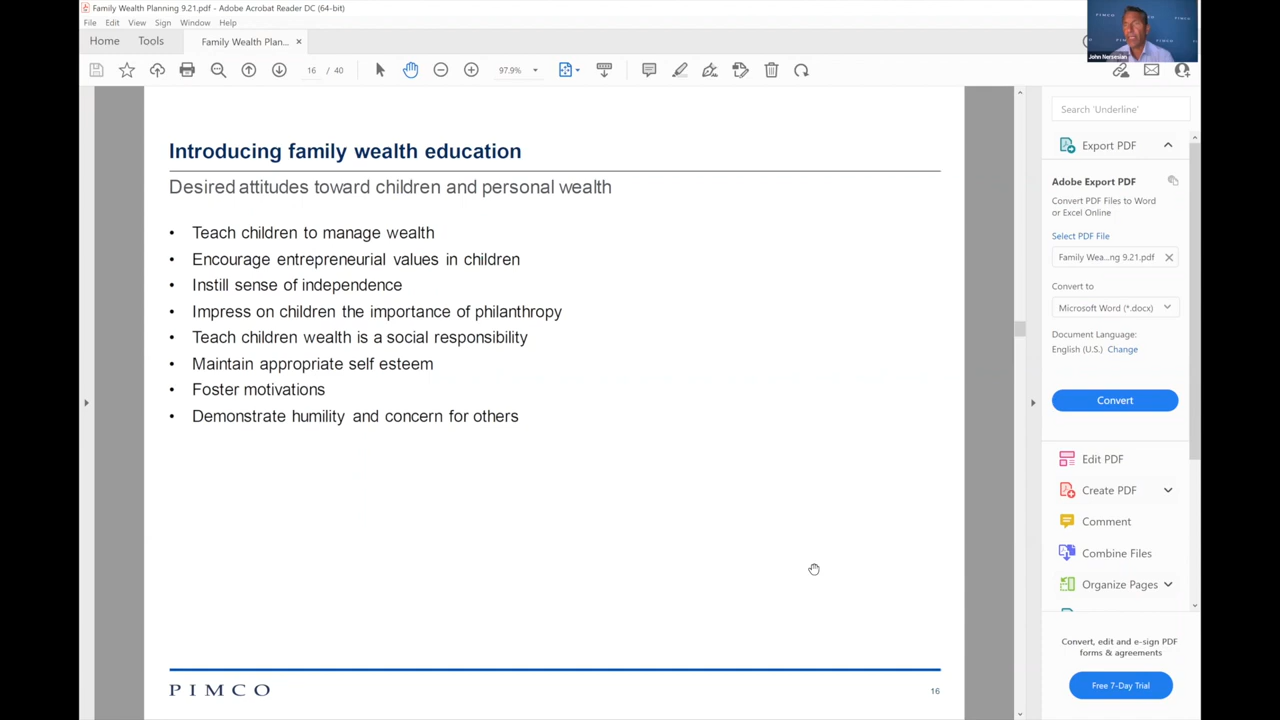 Family Wealth Planning 9.21.pdf - Adobe Acrobat Reader DC (64-bit)
File Edit View Sign Window Help
Home Tools Family Wealth Plan... ×
16 / 40 97.9%
PIMCO
John Nersesian
Introducing family wealth education
Desired attitudes toward children and personal wealth
• Teach children to manage wealth
• Encourage entrepreneurial values in children
• Instill sense of independence
• Impress on children the importance of philanthropy
• Teach children wealth is a social responsibility
• Maintain appropriate self esteem
• Foster motivations
• Demonstrate humility and concern for others
PIMCO
16
Search 'Underline'
Export PDF
Adobe Export PDF
Convert PDF Files to Word
or Excel Online
Select PDF File
Family Wea...ng 9.21.pdf
Convert to
Microsoft Word (*.docx)
Document Language:
English (U.S.) Change
Convert
Edit PDF
Create PDF
Comment
Combine Files
Organize Pages
Convert, edit and e-sign PDF
forms & agreements
Free 7-Day Trial